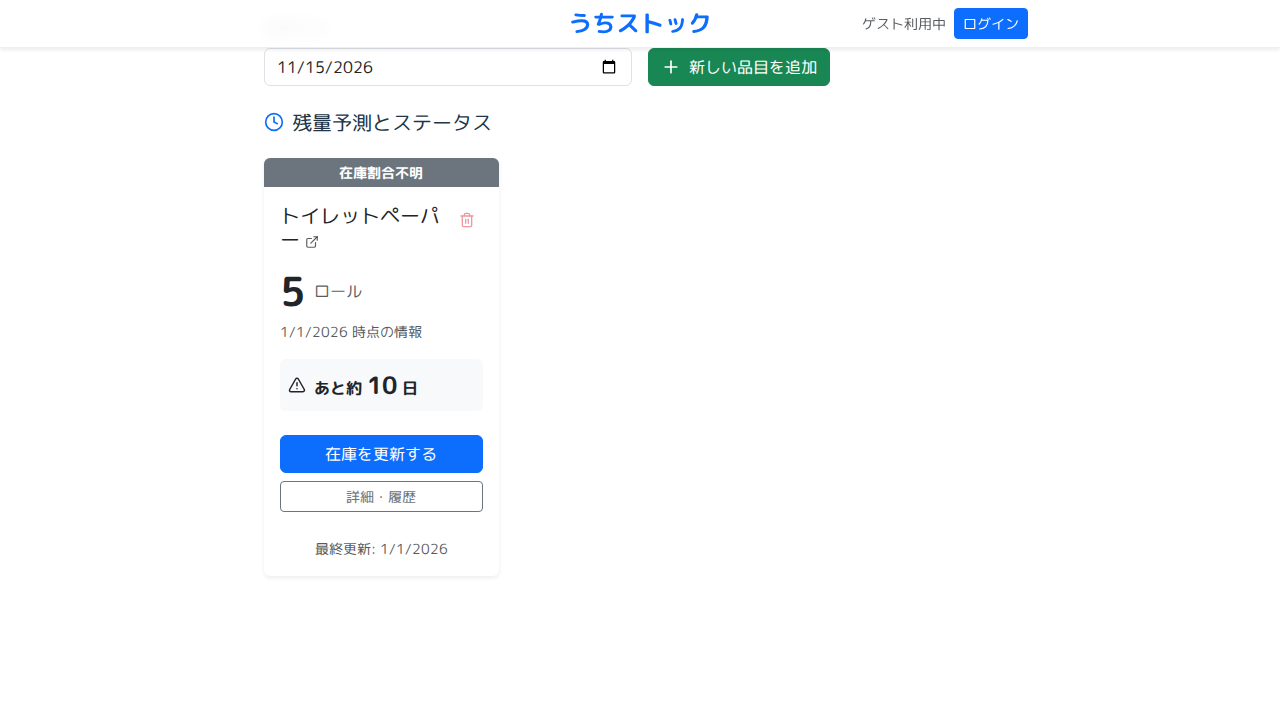 うちストック
ゲスト利用中
ログイン
11/15/2026
新しい品目を追加
残量予測とステータス
在庫割合不明
トイレットペーパ
ー
5 ロール
1/1/2026 時点の情報
あと約 10 日
在庫を更新する
詳細・履歴
最終更新: 1/1/2026